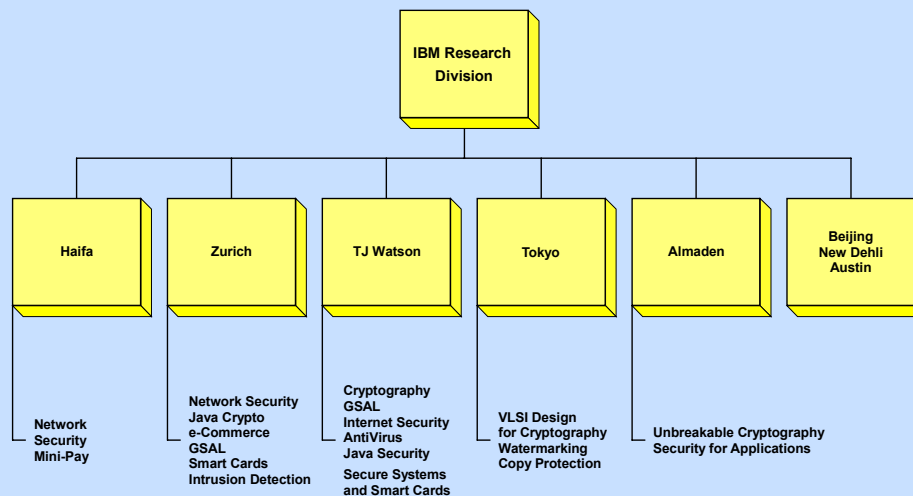 IBM Research
Division
Haifa
Zurich
TJ Watson
Tokyo
Almaden
Beijing
New Dehli
Austin
Network
Security
Mini-Pay
Network Security
Java Crypto
e-Commerce
GSAL
Smart Cards
Intrusion Detection
Cryptography
GSAL
Internet Security
AntiVirus
Java Security
Secure Systems
and Smart Cards
VLSI Design
for Cryptography
Watermarking
Copy Protection
Unbreakable Cryptography
Security for Applications